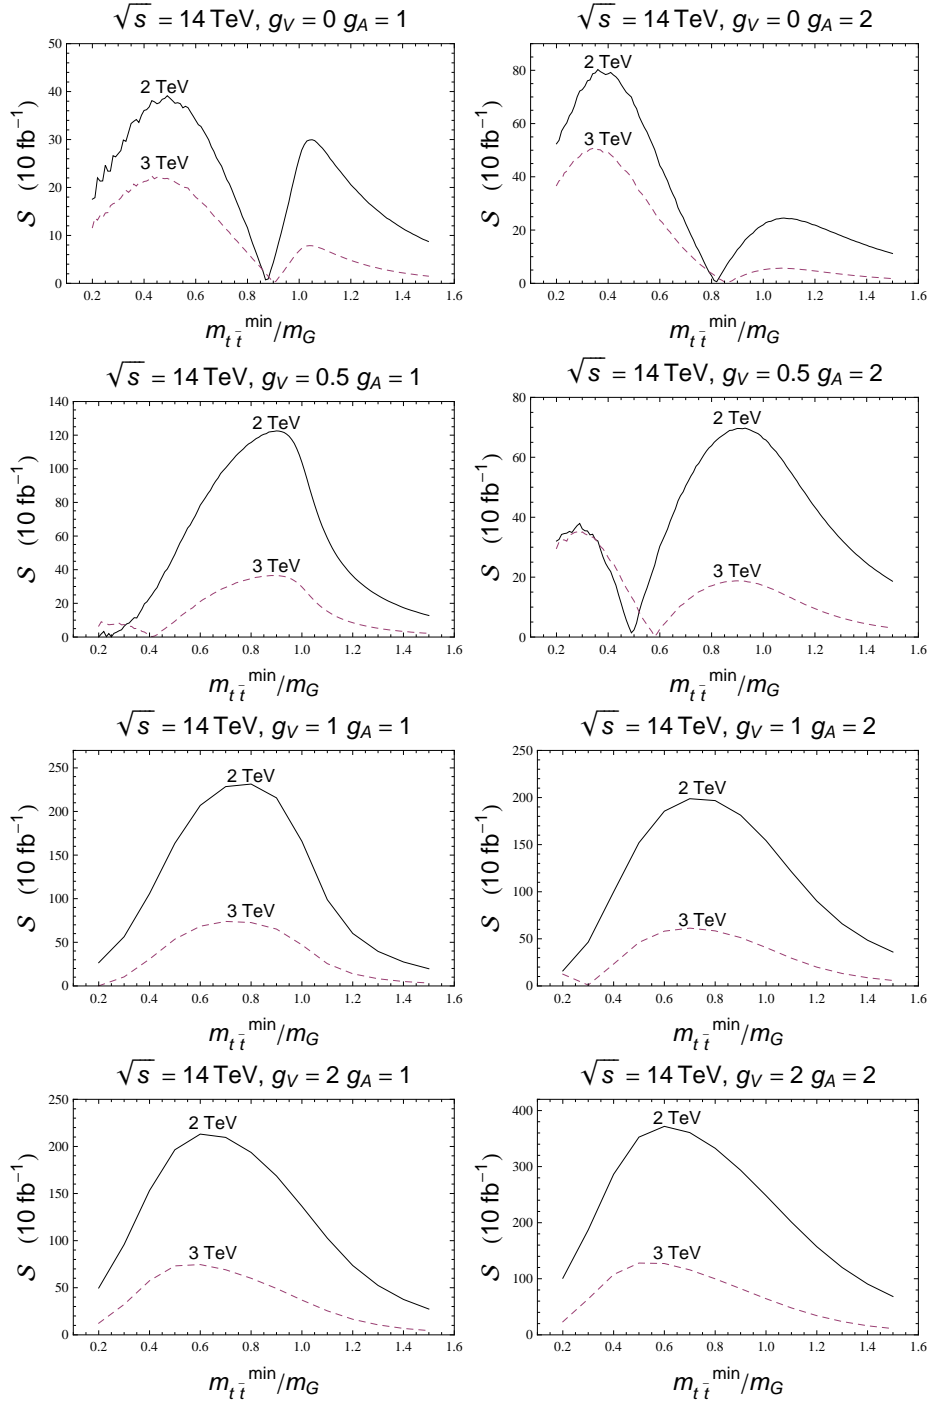 √s = 14 TeV, g_V = 0 g_A = 1
S (10 fb⁻¹)
50
40
30
20
10
0
2 TeV
3 TeV
0.2 0.4 0.6 0.8 1.0 1.2 1.4 1.6
m_{t t̄}^{min}/m_G
√s = 14 TeV, g_V = 0 g_A = 2
S (10 fb⁻¹)
80
60
40
20
0
2 TeV
3 TeV
0.2 0.4 0.6 0.8 1.0 1.2 1.4 1.6
m_{t t̄}^{min}/m_G
√s = 14 TeV, g_V = 0.5 g_A = 1
S (10 fb⁻¹)
140
120
100
80
60
40
20
0
2 TeV
3 TeV
0.2 0.4 0.6 0.8 1.0 1.2 1.4 1.6
m_{t t̄}^{min}/m_G
√s = 14 TeV, g_V = 0.5 g_A = 2
S (10 fb⁻¹)
80
60
40
20
0
2 TeV
3 TeV
0.2 0.4 0.6 0.8 1.0 1.2 1.4 1.6
m_{t t̄}^{min}/m_G
√s = 14 TeV, g_V = 1 g_A = 1
S (10 fb⁻¹)
250
200
150
100
50
0
2 TeV
3 TeV
0.2 0.4 0.6 0.8 1.0 1.2 1.4 1.6
m_{t t̄}^{min}/m_G
√s = 14 TeV, g_V = 1 g_A = 2
S (10 fb⁻¹)
250
200
150
100
50
0
2 TeV
3 TeV
0.2 0.4 0.6 0.8 1.0 1.2 1.4 1.6
m_{t t̄}^{min}/m_G
√s = 14 TeV, g_V = 2 g_A = 1
S (10 fb⁻¹)
250
200
150
100
50
0
2 TeV
3 TeV
0.2 0.4 0.6 0.8 1.0 1.2 1.4 1.6
m_{t t̄}^{min}/m_G
√s = 14 TeV, g_V = 2 g_A = 2
S (10 fb⁻¹)
400
300
200
100
0
2 TeV
3 TeV
0.2 0.4 0.6 0.8 1.0 1.2 1.4 1.6
m_{t t̄}^{min}/m_G